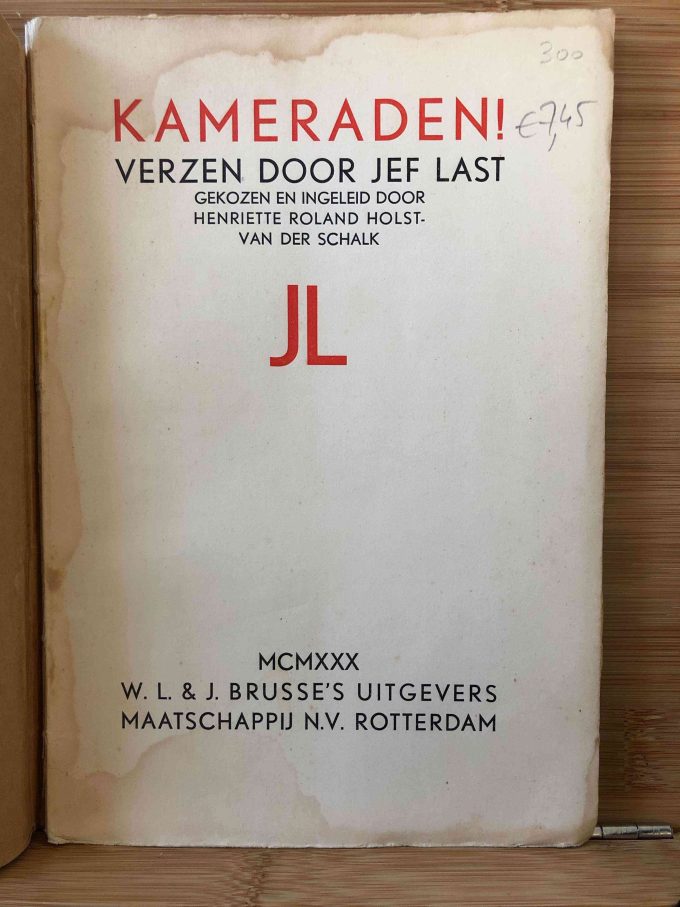 300
KAMERADEN!
€7,45
VERZEN DOOR JEF LAST
GEKOZEN EN INGELEID DOOR
HENRIETTE ROLAND HOLST-
VAN DER SCHALK
JL
MCMXXX
W. L. & J. BRUSSE'S UITGEVERS
MAATSCHAPPIJ N.V. ROTTERDAM